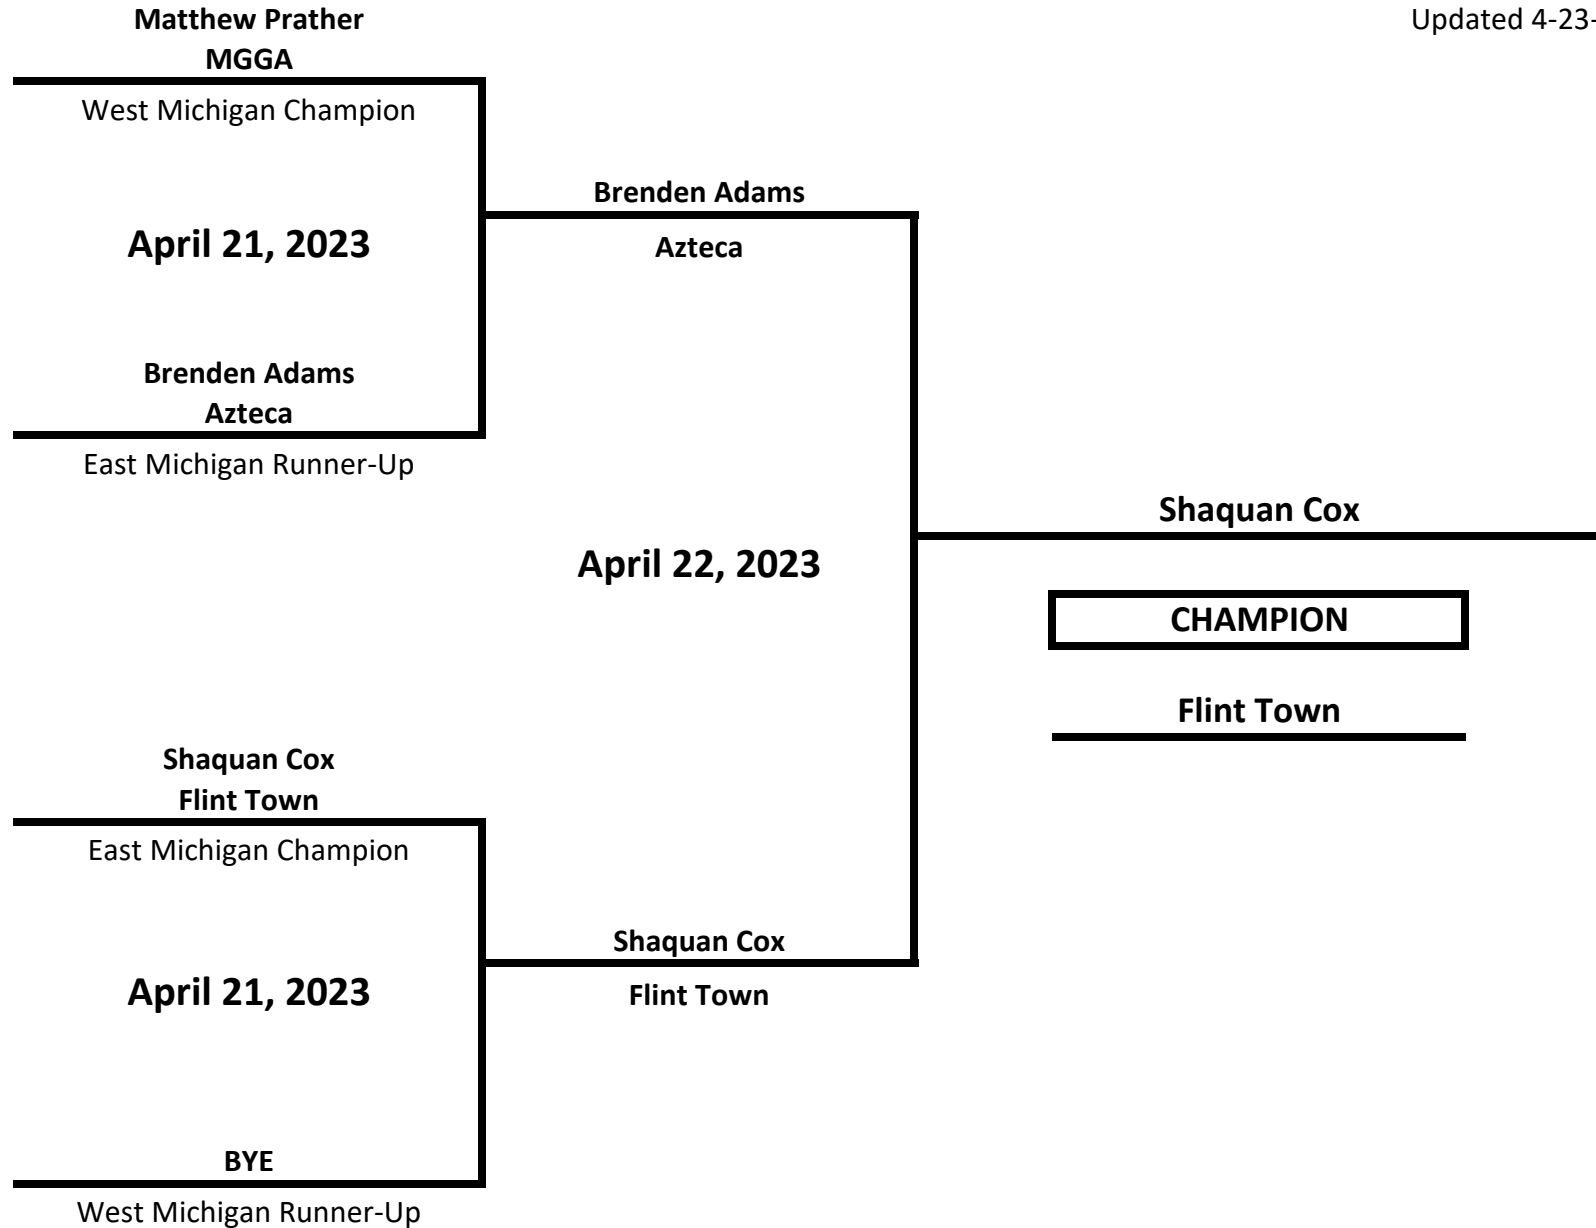 Matthew Prather
MGGA
Updated 4-23-
West Michigan Champion
April 21, 2023
Brenden Adams
Azteca
Brenden Adams
Azteca
East Michigan Runner-Up
April 22, 2023
Shaquan Cox
CHAMPION
Flint Town
Shaquan Cox
Flint Town
East Michigan Champion
April 21, 2023
Shaquan Cox
Flint Town
BYE
West Michigan Runner-Up